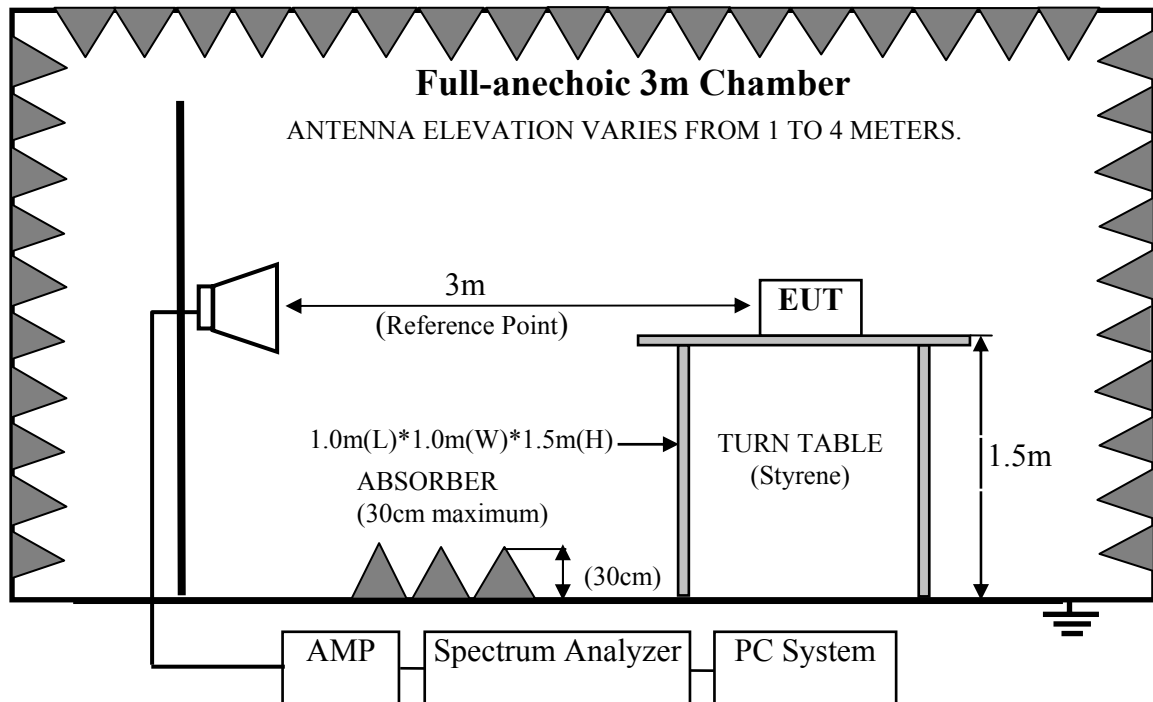 Full-anechoic 3m Chamber
ANTENNA ELEVATION VARIES FROM 1 TO 4 METERS.
3m
(Reference Point)
EUT
1.0m(L)*1.0m(W)*1.5m(H)
TURN TABLE
(Styrene)
1.5m
ABSORBER
(30cm maximum)
(30cm)
AMP
Spectrum Analyzer
PC System